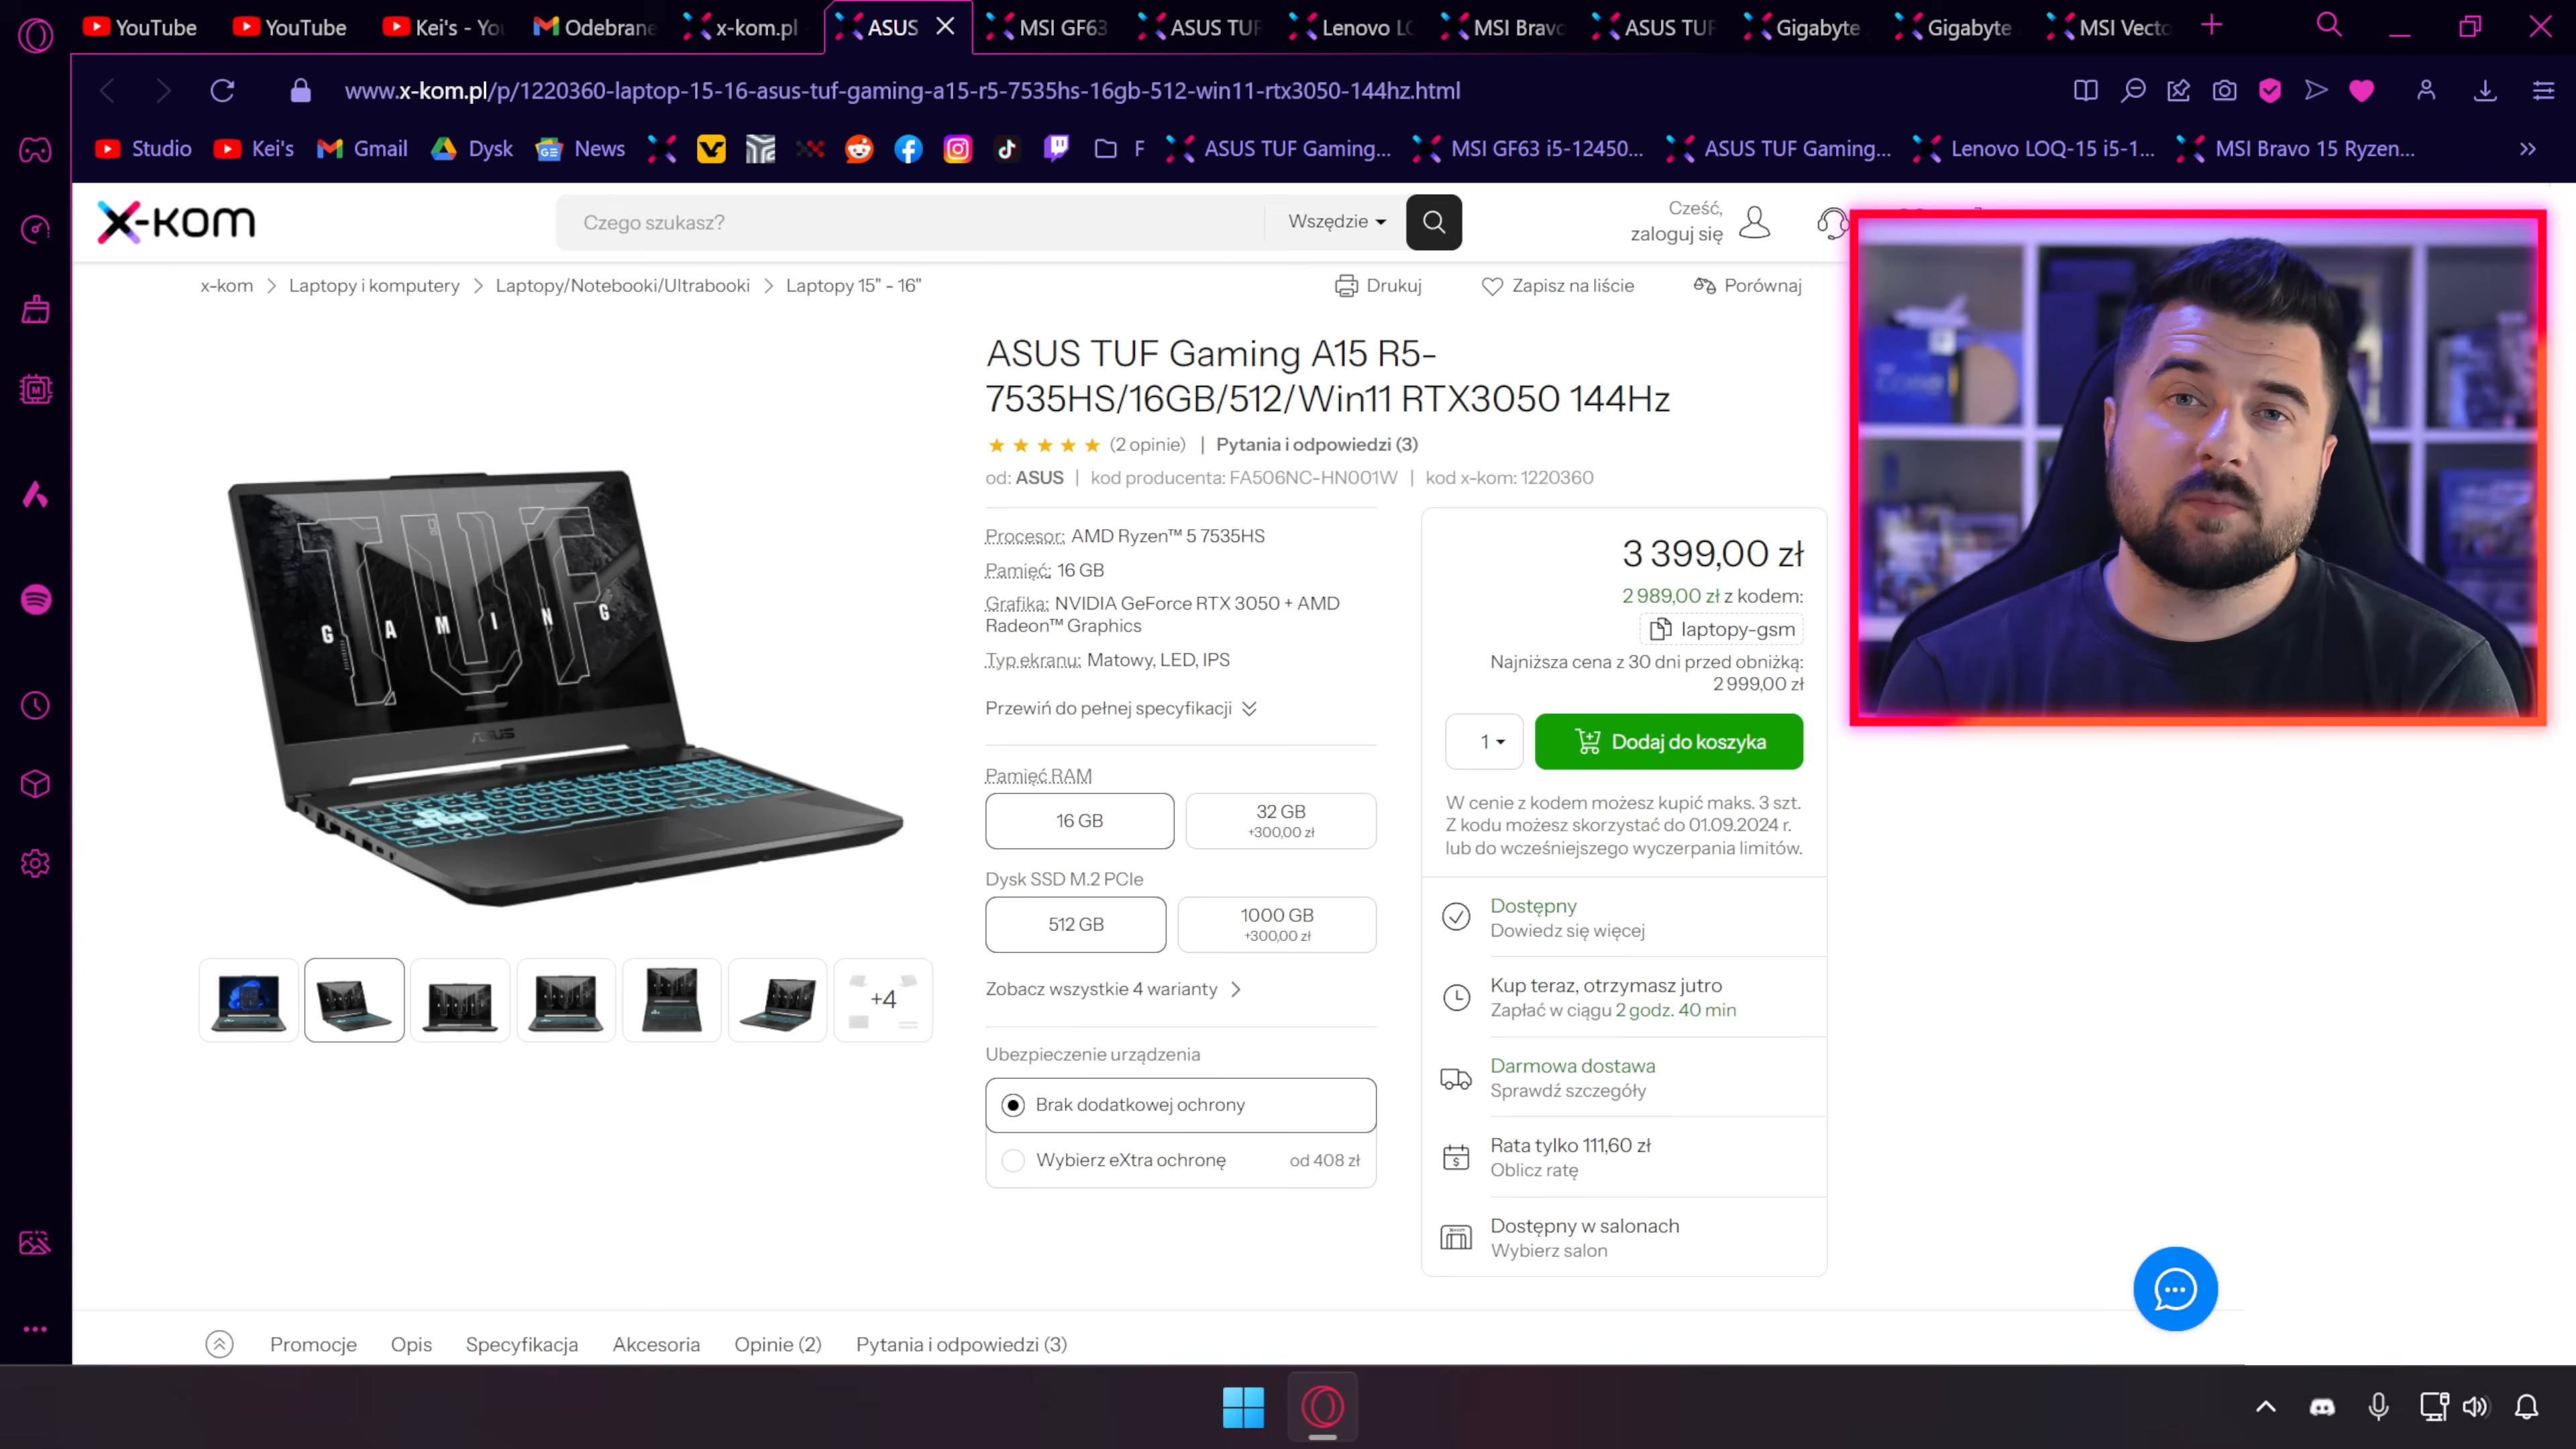 YouTube
YouTube
Kei's - You
Odebrane
x-kom.pl -
ASUS
MSI GF63
ASUS TUF
Lenovo LO
MSI Bravo
ASUS TUF
Gigabyte
Gigabyte
MSI Vecto
www.x-kom.pl/p/1220360-laptop-15-16-asus-tuf-gaming-a15-r5-7535hs-16gb-512-win11-rtx3050-144hz.html
Studio
Kei's
Gmail
Dysk
News
F
ASUS TUF Gaming...
MSI GF63 i5-12450...
ASUS TUF Gaming...
Lenovo LOQ-15 i5-1...
MSI Bravo 15 Ryzen...
x-kom
Czego szukasz?
Wszędzie
Cześć,
zaloguj się
x-kom > Laptopy i komputery > Laptopy/Notebooki/Ultrabooki > Laptopy 15" - 16"
Drukuj
Zapisz na liście
Porównaj
ASUS TUF Gaming A15 R5-
7535HS/16GB/512/Win11 RTX3050 144Hz
(2 opinie) | Pytania i odpowiedzi (3)
od: ASUS | kod producenta: FA506NC-HN001W | kod x-kom: 1220360
TUF
GAMING
ASUS
Procesor: AMD Ryzen™ 5 7535HS
Pamięć: 16 GB
Grafika: NVIDIA GeForce RTX 3050 + AMD
Radeon™ Graphics
Typ ekranu: Matowy, LED, IPS
Przewiń do pełnej specyfikacji
Pamięć RAM
16 GB
32 GB
+300,00 zł
Dysk SSD M.2 PCIe
512 GB
1000 GB
+300,00 zł
Zobacz wszystkie 4 warianty
+4
Ubezpieczenie urządzenia
Brak dodatkowej ochrony
Wybierz eXtra ochronę
od 408 zł
3 399,00 zł
2 989,00 zł z kodem:
laptopy-gsm
Najniższa cena z 30 dni przed obniżką:
2 999,00 zł
1
Dodaj do koszyka
W cenie z kodem możesz kupić maks. 3 szt.
Z kodu możesz skorzystać do 01.09.2024 r.
lub do wcześniejszego wyczerpania limitów.
Dostępny
Dowiedz się więcej
Kup teraz, otrzymasz jutro
Zapłać w ciągu 2 godz. 40 min
Darmowa dostawa
Sprawdź szczegóły
Rata tylko 111,60 zł
Oblicz ratę
Dostępny w salonach
Wybierz salon
Promocje
Opis
Specyfikacja
Akcesoria
Opinie (2)
Pytania i odpowiedzi (3)